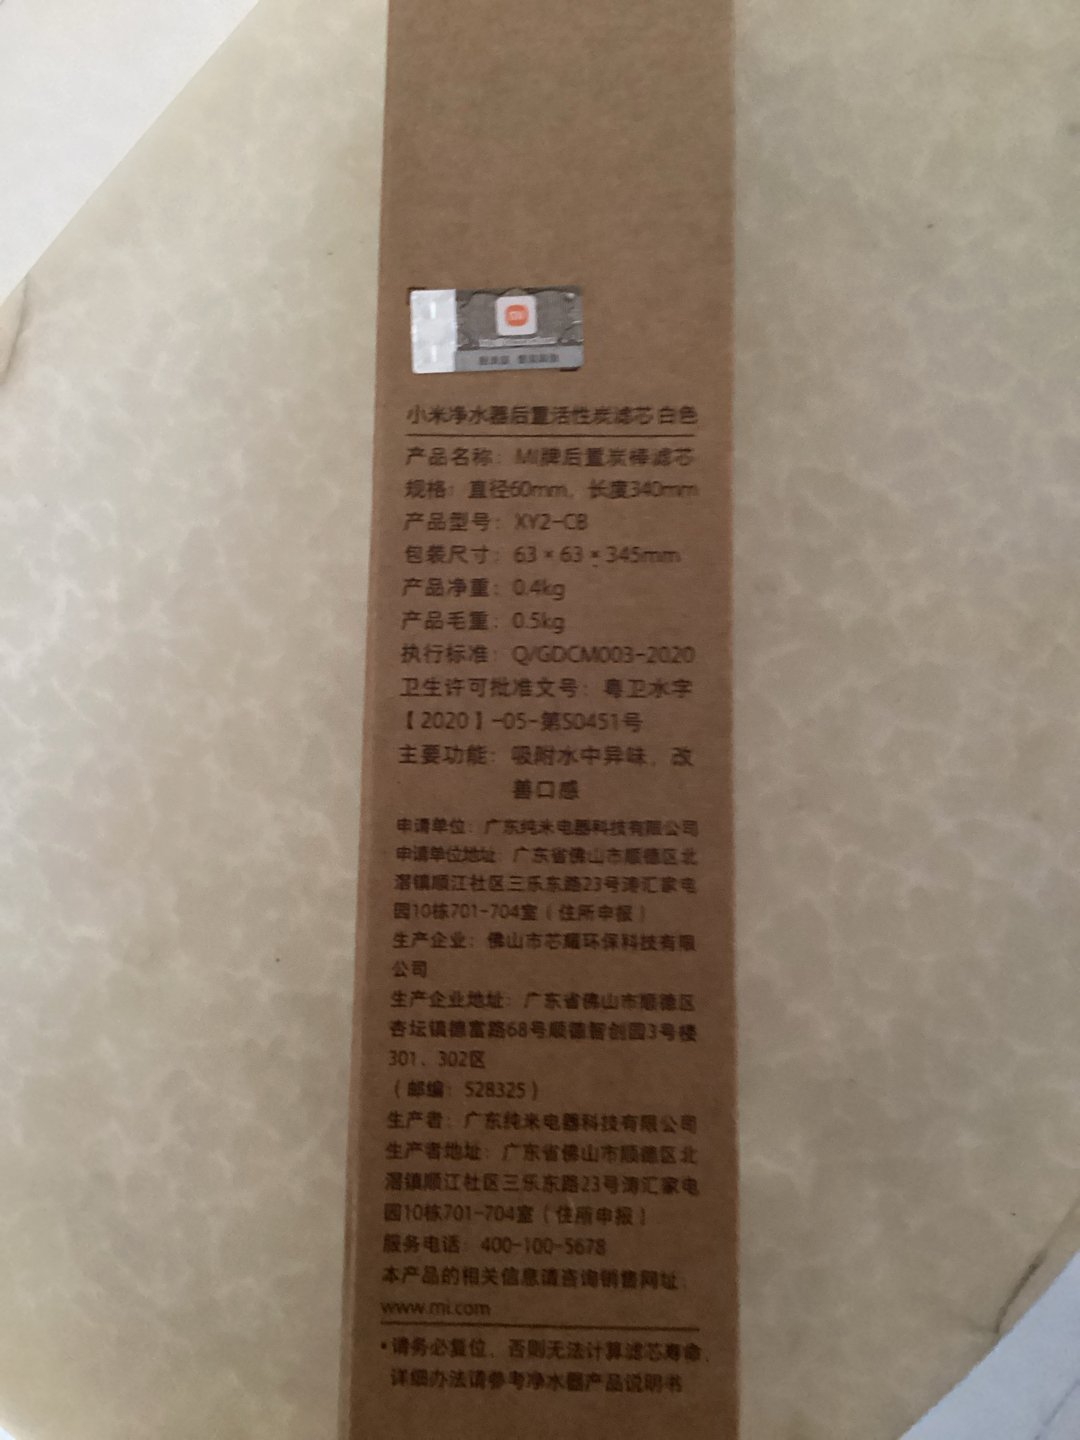 小米净水器后置活性炭滤芯 白色
产品名称：MI牌后置炭棒滤芯
规格：直径60mm，长度340mm
产品型号：XY2-CB
包装尺寸：63×63×345mm
产品净重：0.4kg
产品毛重：0.5kg
执行标准：Q/GDCM003-2020
卫生许可批准文号：粤卫水字
【2020】-05-第S0451号
主要功能：吸附水中异味，改
善口感
申请单位：广东纯米电器科技有限公司
申请单位地址：广东省佛山市顺德区北
滘镇顺江社区三乐东路23号涛汇家电
园10栋701-704室（住所申报）
生产企业：佛山市芯耀环保科技有限
公司
生产企业地址：广东省佛山市顺德区
杏坛镇德富路68号顺德智创园3号楼
301、302区
（邮编：528325）
生产者：广东纯米电器科技有限公司
生产者地址：广东省佛山市顺德区北
滘镇顺江社区三乐东路23号涛汇家电
园10栋701-704室（住所申报）
服务电话：400-100-5678
本产品的相关信息请咨询销售网址：
www.mi.com
•请务必复位，否则无法计算滤芯寿命，
详细办法请参考净水器产品说明书